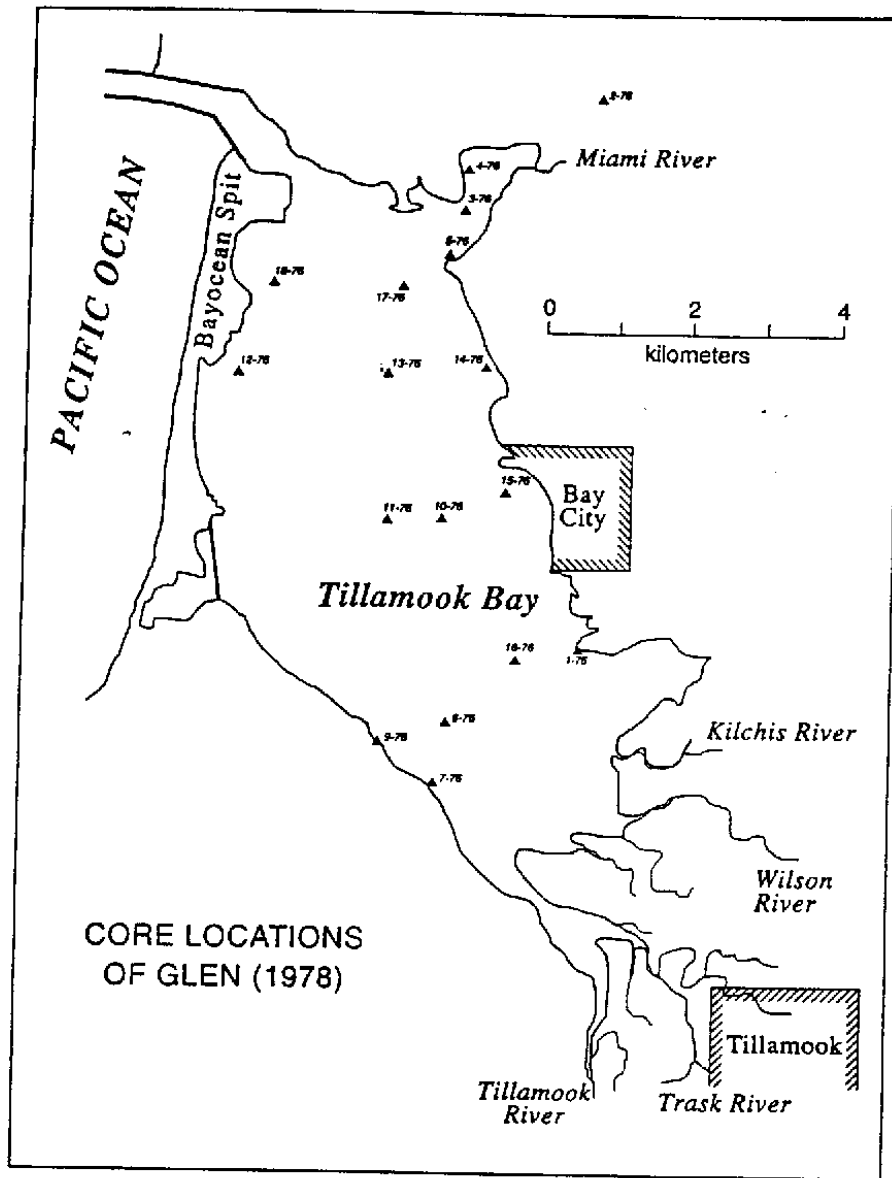 2-76
Miami River
4-76
3-76
PACIFIC OCEAN
Bayocean Spit
18-76
17-76
0 2 4
kilometers
12-76
13-76
14-76
15-76
Bay
City
11-76
10-76
Tillamook Bay
16-76
1-76
Kilchis River
9-76
7-76
Wilson
River
CORE LOCATIONS
OF GLEN (1978)
Tillamook
Tillamook
River
Trask River